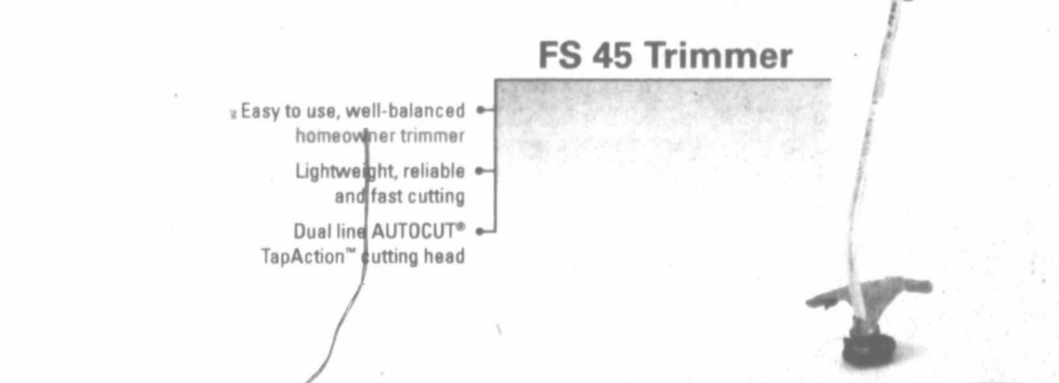 FS 45 Trimmer
Easy to use, well-balanced
homeowner trimmer
Lightweight, reliable
and fast cutting
Dual line AUTOCUT®
TapAction™ cutting head